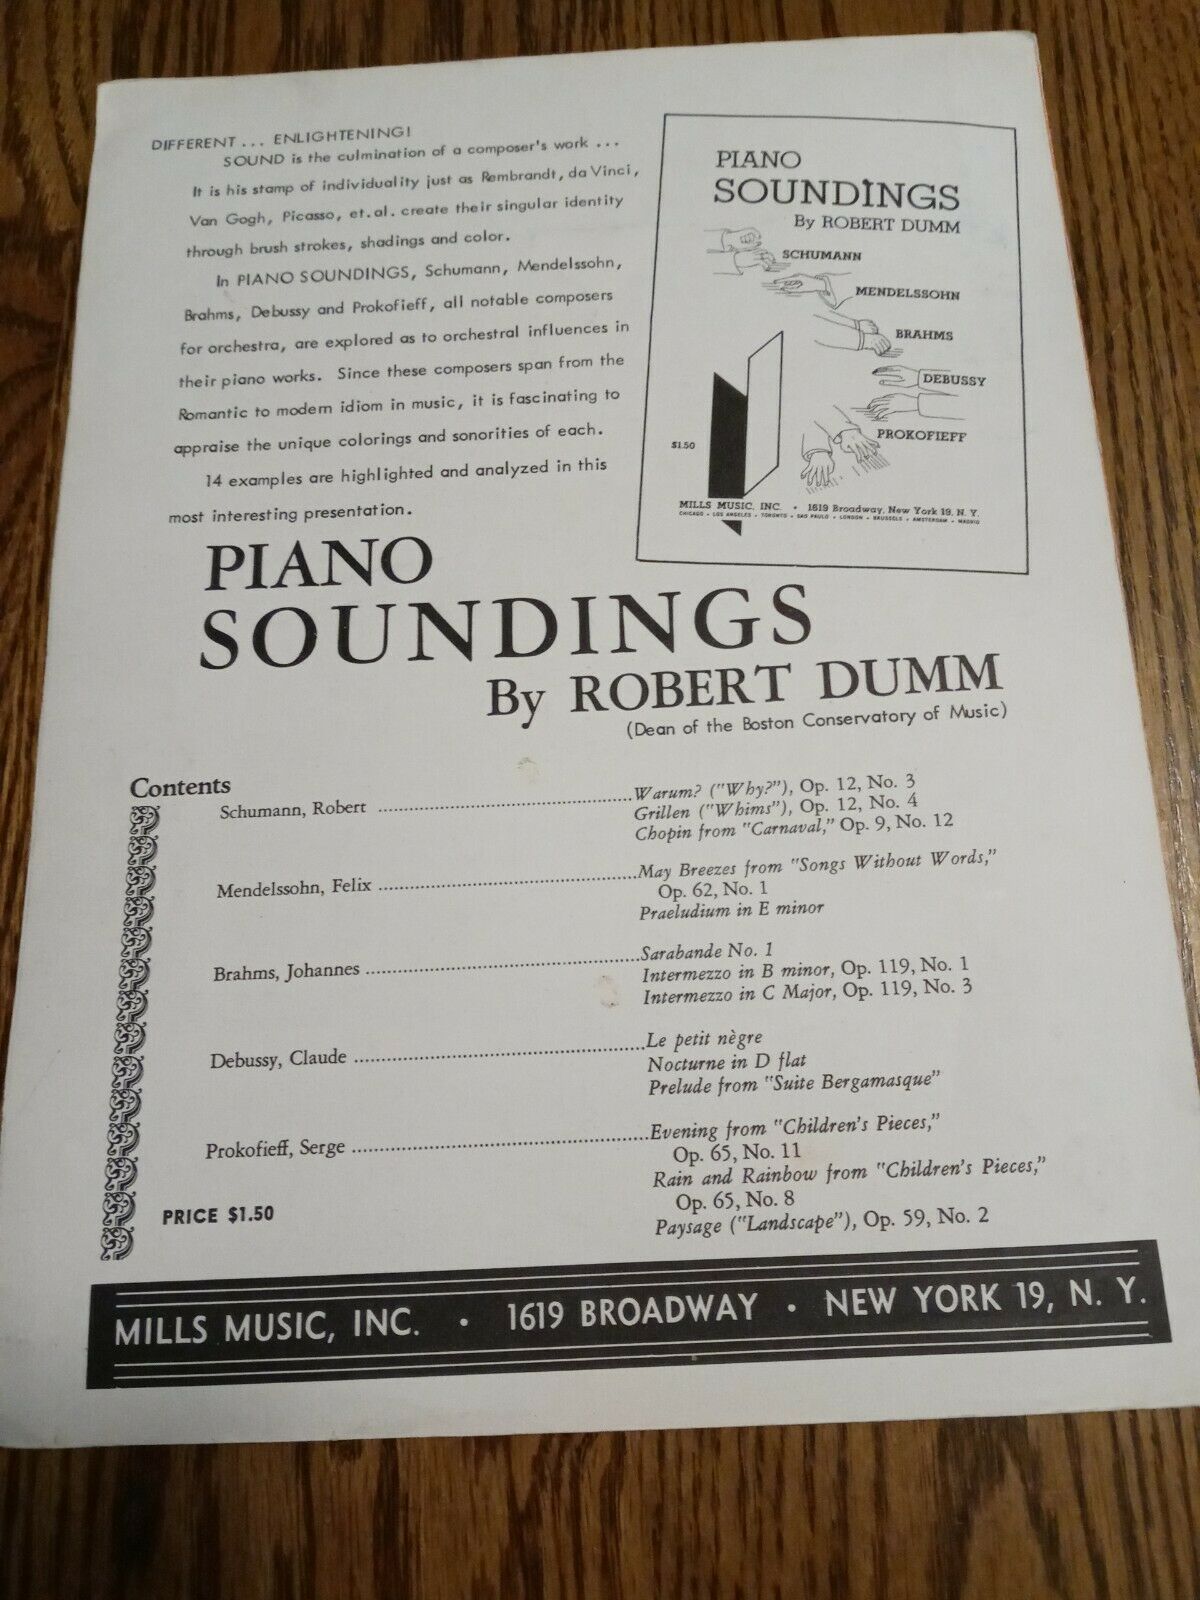 DIFFERENT ... ENLIGHTENING!
SOUND is the culmination of a composer's work ...
It is his stamp of individuality just as Rembrandt, da Vinci,
Van Gogh, Picasso, et.al. create their singular identity
through brush strokes, shadings and color.
In PIANO SOUNDINGS, Schumann, Mendelssohn,
Brahms, Debussy and Prokofieff, all notable composers
for orchestra, are explored as to orchestral influences in
their piano works. Since these composers span from the
Romantic to modern idiom in music, it is fascinating to
appraise the unique colorings and sonorities of each.
14 examples are highlighted and analyzed in this
most interesting presentation.
PIANO
SOUNDINGS
By ROBERT DUMM
SCHUMANN
MENDELSSOHN
BRAHMS
DEBUSSY
PROKOFIEFF
$1.50
MILLS MUSIC, INC. • 1619 Broadway, New York 19, N. Y.
CHICAGO • LOS ANGELES • TORONTO • SAO PAULO • LONDON • BRUSSELS • AMSTERDAM • MADRID
PIANO
SOUNDINGS
By ROBERT DUMM
(Dean of the Boston Conservatory of Music)
Contents
Schumann, Robert ........ Warum? ("Why?"), Op. 12, No. 3
Grillen ("Whims"), Op. 12, No. 4
Chopin from "Carnaval," Op. 9, No. 12
Mendelssohn, Felix ........ May Breezes from "Songs Without Words,"
Op. 62, No. 1
Praeludium in E minor
Brahms, Johannes ........ Sarabande No. 1
Intermezzo in B minor, Op. 119, No. 1
Intermezzo in C Major, Op. 119, No. 3
Debussy, Claude ........ Le petit nègre
Nocturne in D flat
Prelude from "Suite Bergamasque"
Prokofieff, Serge ........ Evening from "Children's Pieces,"
Op. 65, No. 11
Rain and Rainbow from "Children's Pieces,"
Op. 65, No. 8
Paysage ("Landscape"), Op. 59, No. 2
PRICE $1.50
MILLS MUSIC, INC. • 1619 BROADWAY • NEW YORK 19, N. Y.